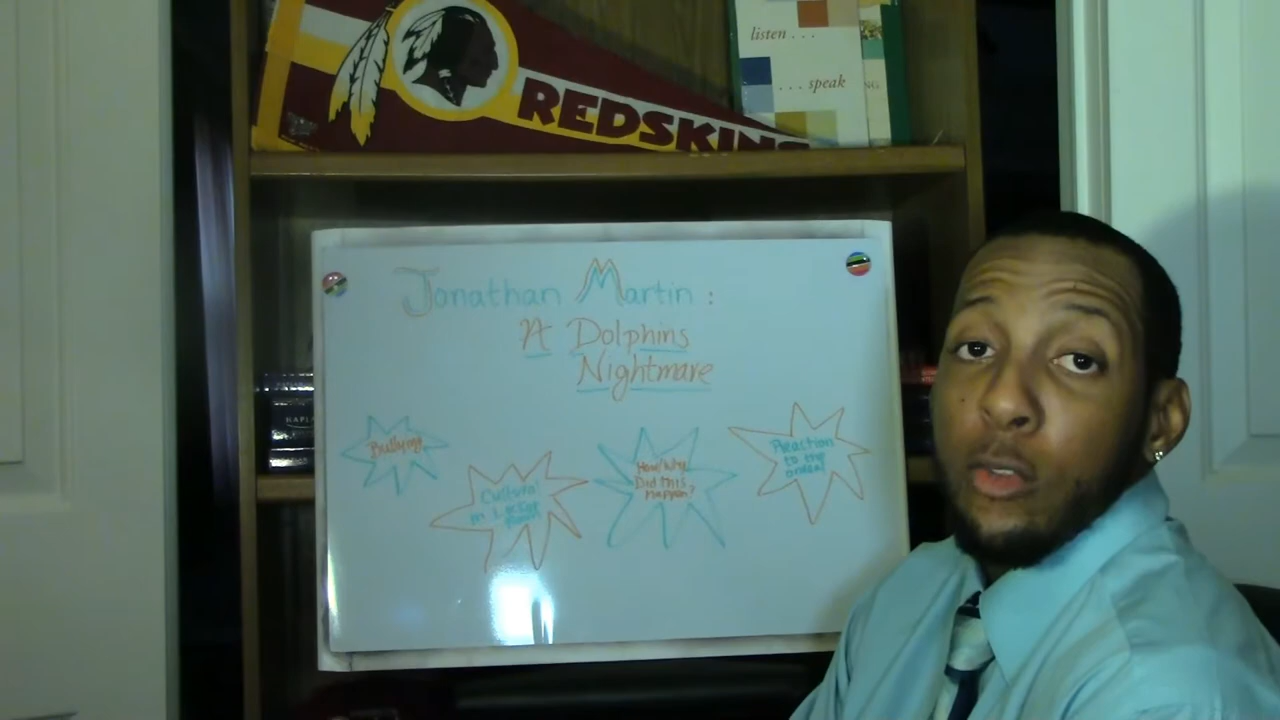 REDSKINS
listen . . .
. . . speak
Jonathan Martin :
A Dolphins
Nightmare
Bullying
Culture
in Locker
Room
How/Why
Did this
Happen?
Reaction
to the
ordeal